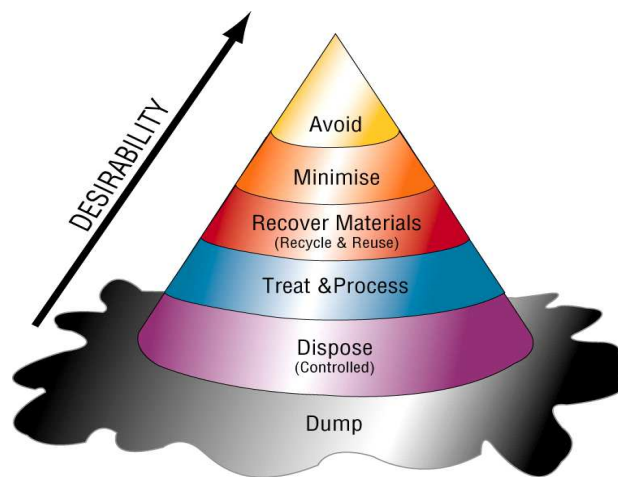 DESIRABILITY
Avoid
Minimise
Recover Materials
(Recycle & Reuse)
Treat &Process
Dispose
(Controlled)
Dump